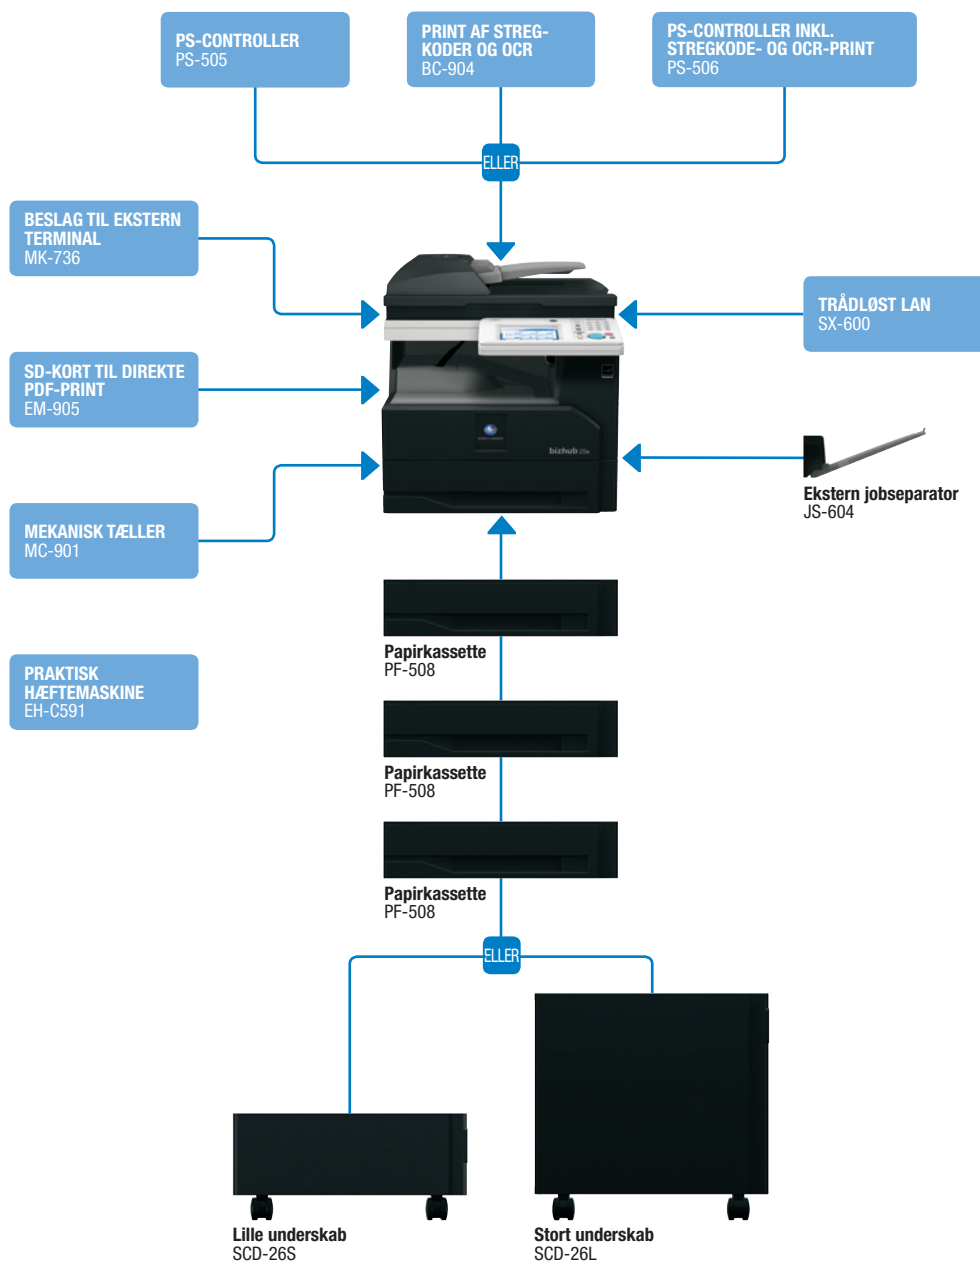 PS-CONTROLLER
PS-505
PRINT AF STREG-
KODER OG OCR
BC-904
PS-CONTROLLER INKL.
STREGKODE- OG OCR-PRINT
PS-506
ELLER
BESLAG TIL EKSTERN
TERMINAL
MK-736
TRÅDLØST LAN
SX-600
SD-KORT TIL DIREKTE
PDF-PRINT
EM-905
bizhub 25e
Ekstern jobseparator
JS-604
MEKANISK TÆLLER
MC-901
Papirkassette
PF-508
PRAKTISK
HÆFTEMASKINE
EH-C591
Papirkassette
PF-508
Papirkassette
PF-508
ELLER
Lille underskab
SCD-26S
Stort underskab
SCD-26L